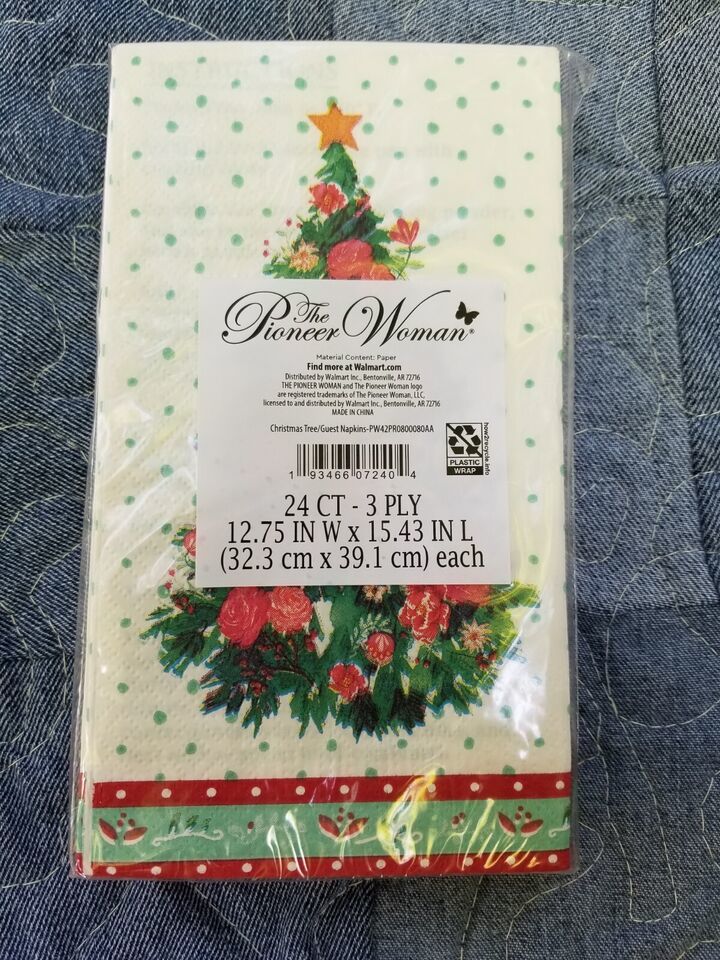 The
Pioneer Woman®
Material Content: Paper
Find more at Walmart.com
Distributed by Walmart Inc., Bentonville, AR 72716
THE PIONEER WOMAN and The Pioneer Woman logo
are registered trademarks of The Pioneer Woman, LLC,
licensed to and distributed by Walmart Inc., Bentonville, AR 72716
MADE IN CHINA
Christmas Tree/Guest Napkins-PW42PR0800080AA
how2recycle.info
PLASTIC
WRAP
1 93466 07240 4
24 CT - 3 PLY
12.75 IN W x 15.43 IN L
(32.3 cm x 39.1 cm) each